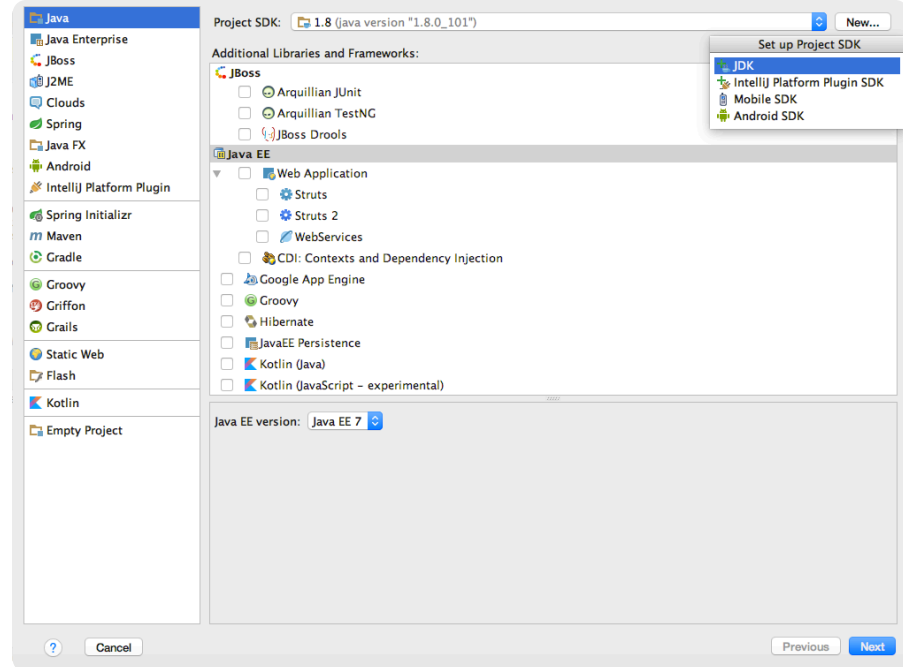 Java
Java Enterprise
JBoss
J2ME
Clouds
Spring
Java FX
Android
IntelliJ Platform Plugin
Spring Initializr
Maven
Gradle
Groovy
Griffon
Grails
Static Web
Flash
Kotlin
Empty Project
Project SDK: 1.8 (java version "1.8.0_101") New...
Set up Project SDK
JDK
IntelliJ Platform Plugin SDK
Mobile SDK
Android SDK
Additional Libraries and Frameworks:
JBoss
Arquillian JUnit
Arquillian TestNG
JBoss Drools
Java EE
Web Application
Struts
Struts 2
WebServices
CDI: Contexts and Dependency Injection
Google App Engine
Groovy
Hibernate
JavaEE Persistence
Kotlin (Java)
Kotlin (JavaScript - experimental)
Java EE version: Java EE 7
? Cancel Previous Next